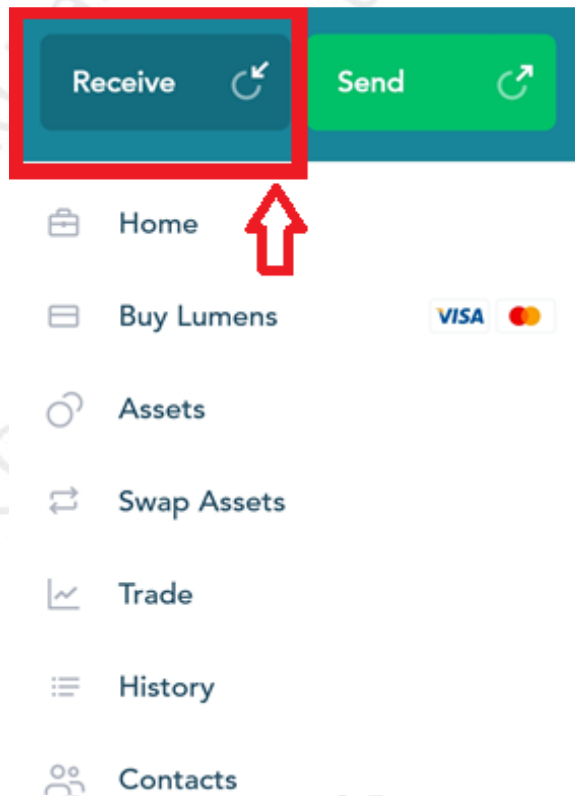 Receive Send
Home
Buy Lumens VISA
Assets
Swap Assets
Trade
History
Contacts